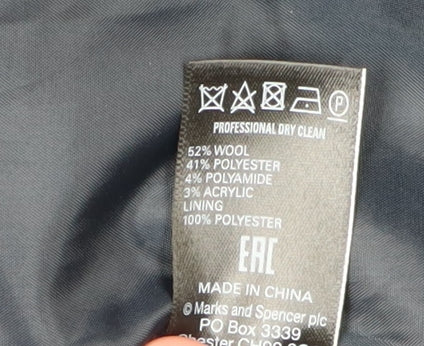 P
PROFESSIONAL DRY CLEAN
52% WOOL
41% POLYESTER
4% POLYAMIDE
3% ACRYLIC
LINING
100% POLYESTER
EAC
MADE IN CHINA
© Marks and Spencer plc
PO Box 3339
Chester